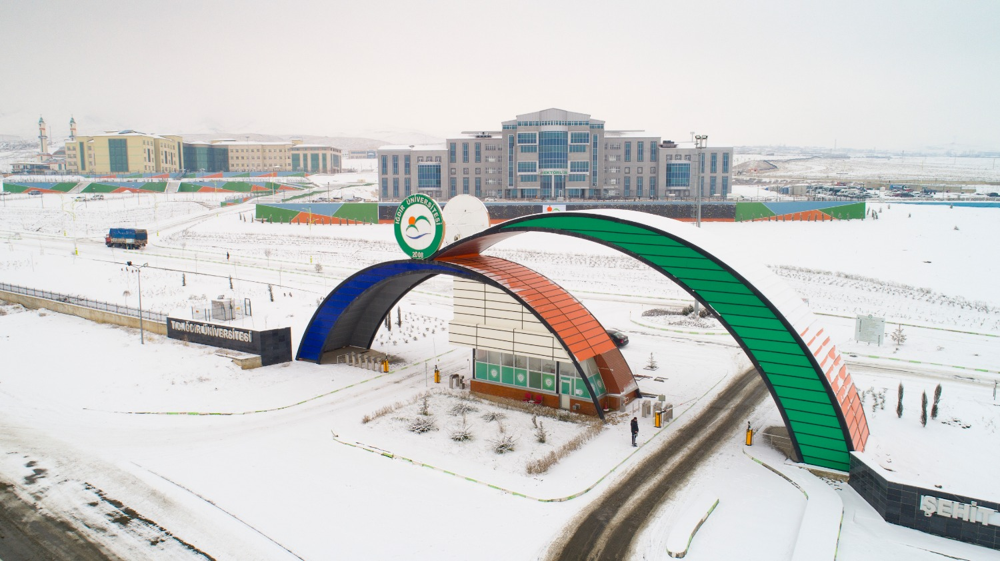 REKTÖRLÜK
IĞDIR ÜNİVERSİTESİ
2008
T.C. IĞDIR ÜNİVERSİTESİ
ŞEHİT